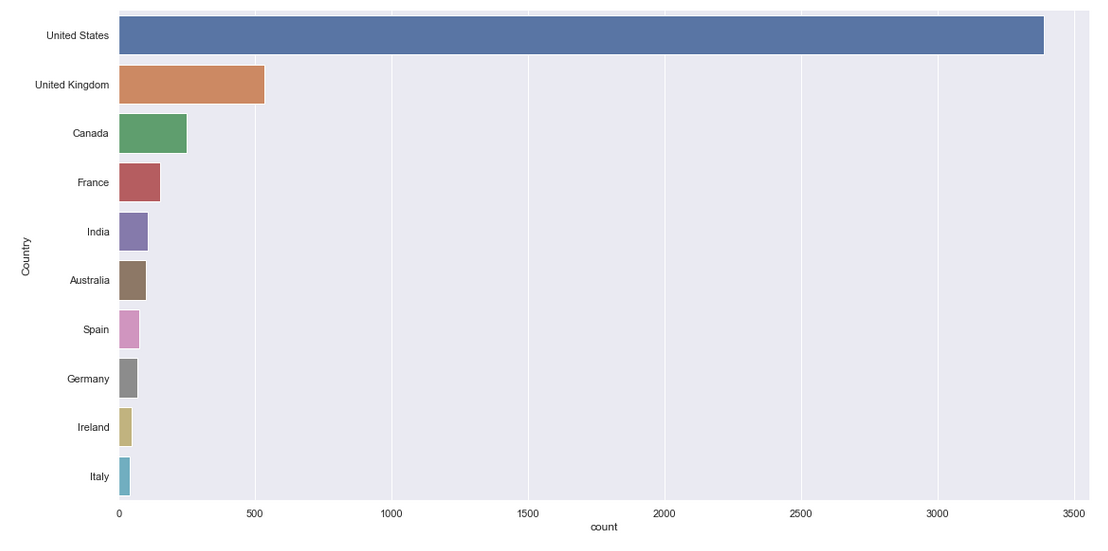 United States
United Kingdom
Canada
France
India
Australia
Spain
Germany
Ireland
Italy
Country
0 500 1000 1500 2000 2500 3000 3500
count